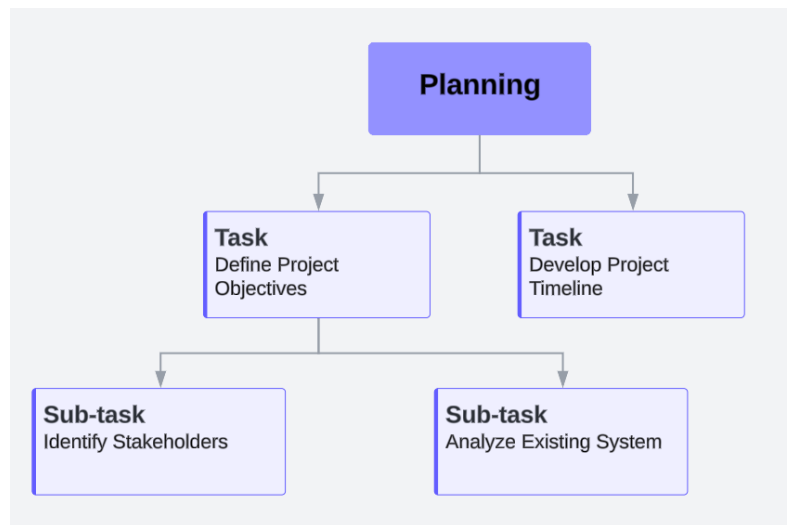 Planning
Task
Define Project
Objectives
Task
Develop Project
Timeline
Sub-task
Identify Stakeholders
Sub-task
Analyze Existing System